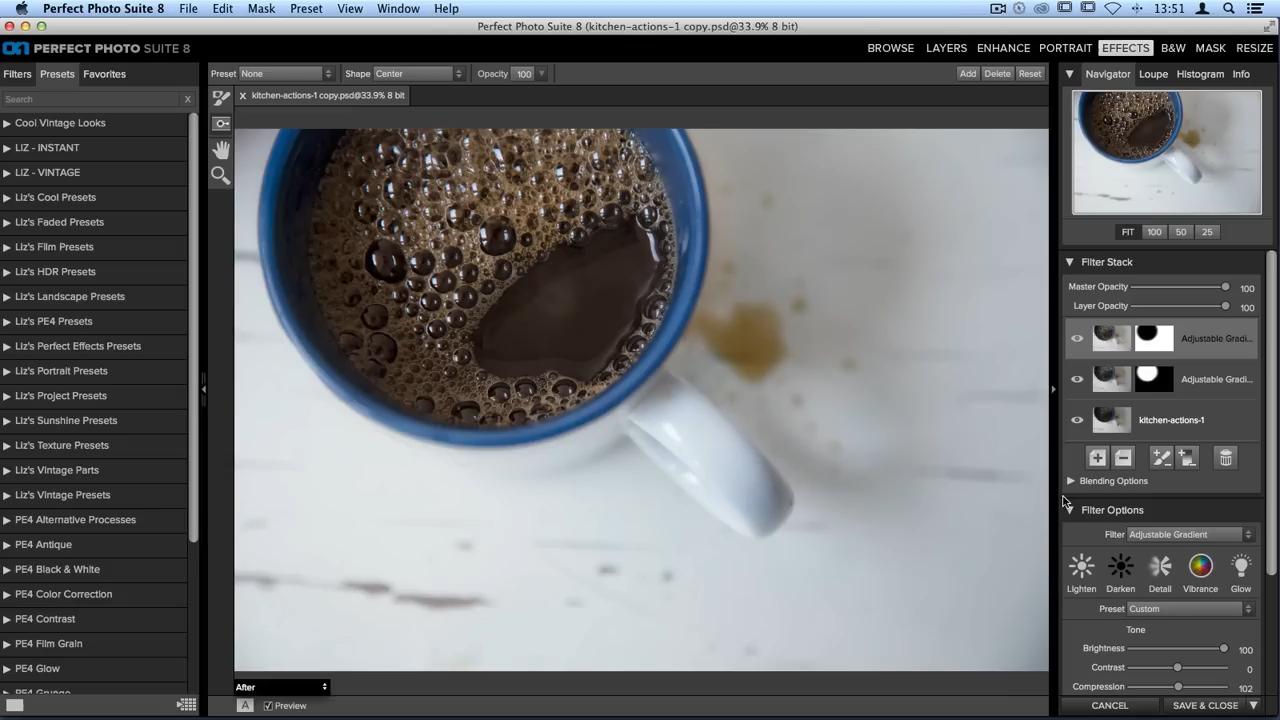 Perfect Photo Suite 8 File Edit Mask Preset View Window Help 13:51
Perfect Photo Suite 8 (kitchen-actions-1 copy.psd@33.9% 8 bit)
on PERFECT PHOTO SUITE 8 BROWSE LAYERS ENHANCE PORTRAIT EFFECTS B&W MASK RESIZE
Filters Presets Favorites
Preset None Shape Center Opacity 100 Add Delete Reset
Navigator Loupe Histogram Info
Search X
X kitchen-actions-1 copy.psd@33.9% 8 bit
Cool Vintage Looks
LIZ - INSTANT
LIZ - VINTAGE
Liz's Cool Presets
Liz's Faded Presets
Liz's Film Presets
Liz's HDR Presets
Liz's Landscape Presets
Liz's PE4 Presets
Liz's Perfect Effects Presets
Liz's Portrait Presets
Liz's Project Presets
Liz's Sunshine Presets
Liz's Texture Presets
Liz's Vintage Parts
Liz's Vintage Presets
PE4 Alternative Processes
PE4 Antique
PE4 Black & White
PE4 Color Correction
PE4 Contrast
PE4 Film Grain
PE4 Glow
PE4 Grunge
After
A Preview
FIT 100 50 25
Filter Stack
Master Opacity 100
Layer Opacity 100
Adjustable Gradi...
Adjustable Gradi...
kitchen-actions-1
Blending Options
Filter Options
Filter Adjustable Gradient
Lighten Darken Detail Vibrance Glow
Preset Custom
Tone
Brightness 100
Contrast 0
Compression 102
CANCEL SAVE & CLOSE